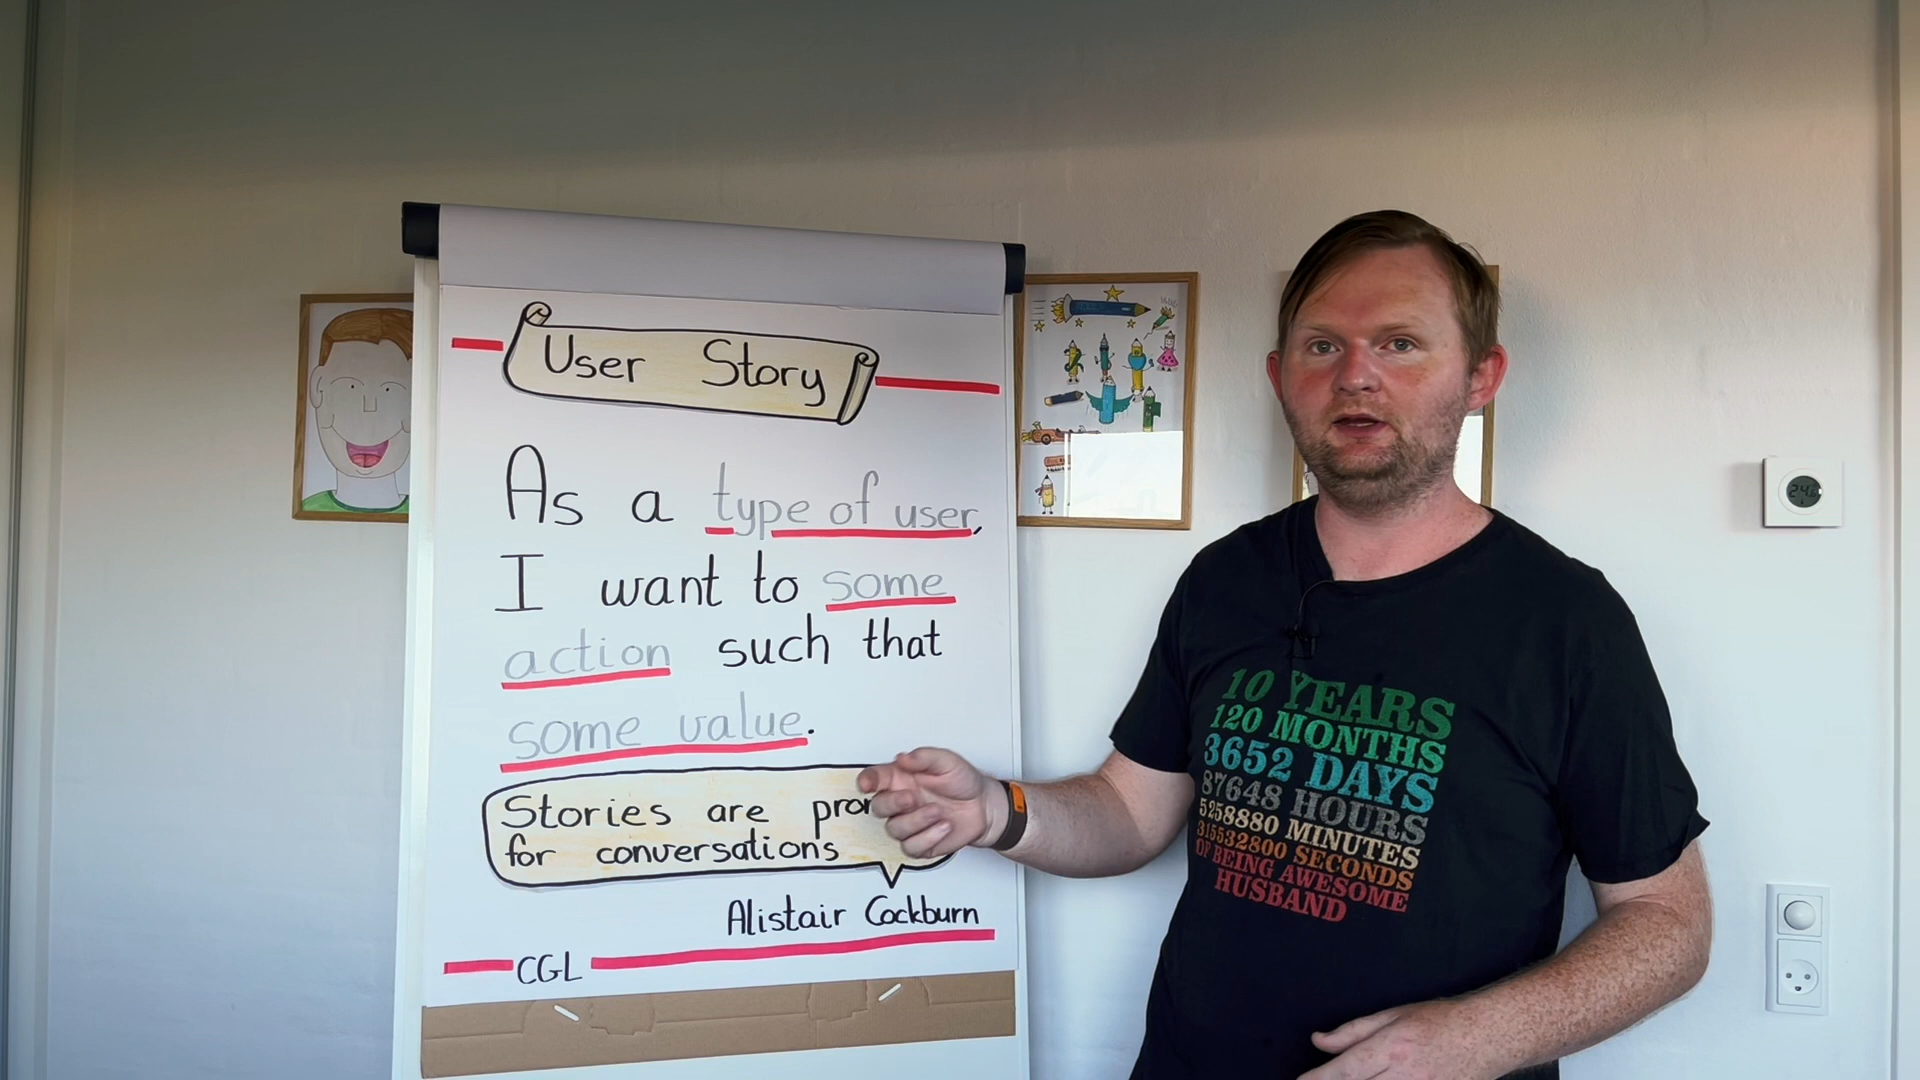 User Story
As a type of user,
I want to some
action such that
some value.
Stories are
for conversations
Alistair Cockburn
CGL
10 YEARS
120 MONTHS
3652 DAYS
87648 HOURS
5258880 MINUTES
315532800 SECONDS
OF BEING AWESOME
HUSBAND